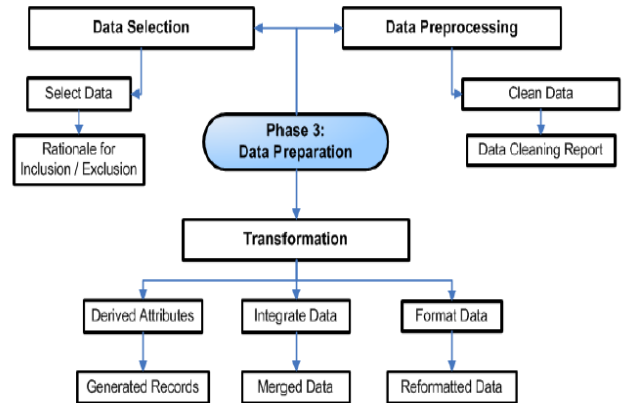 Data Selection
Data Preprocessing
Select Data
Clean Data
Rationale for
Inclusion / Exclusion
Phase 3:
Data Preparation
Data Cleaning Report
Transformation
Derived Attributes
Integrate Data
Format Data
Generated Records
Merged Data
Reformatted Data